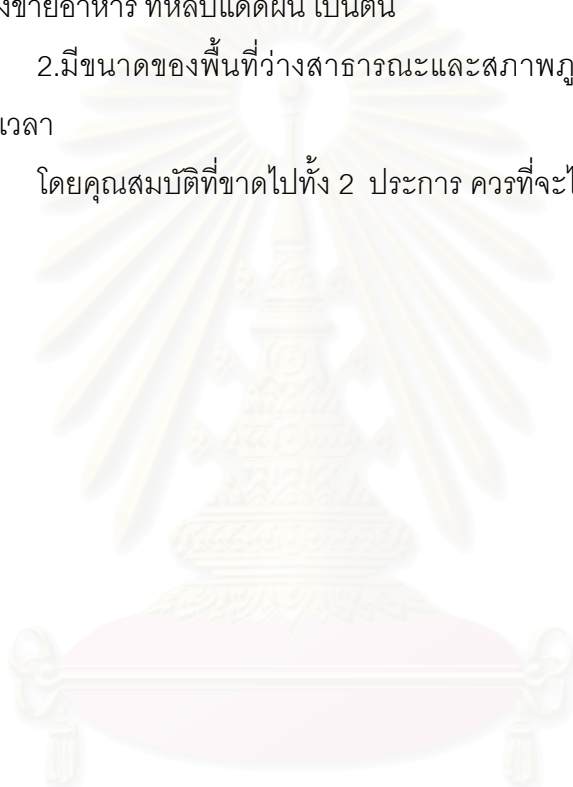 งขายอาหาร ที่หลบแดดฝน เป็นต้น
2.มีขนาดของพื้นที่ว่างสาธารณะและสภาพภู
เวลา
โดยคุณสมบัติที่ขาดไปทั้ง 2 ประการ ควรที่จะไ